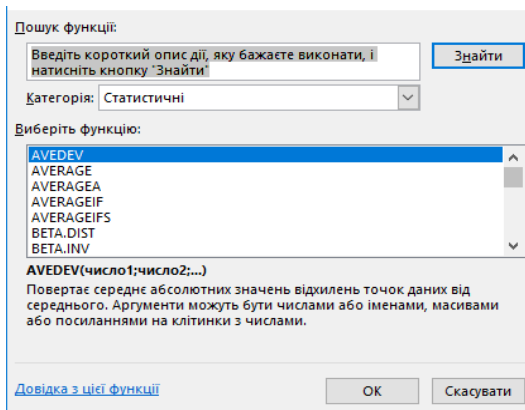 Пошук функції:
Введіть короткий опис дії, яку бажаєте виконати, і
натисніть кнопку "Знайти"
Знайти
Категорія: Статистичні
Виберіть функцію:
AVEDEV
AVERAGE
AVERAGEA
AVERAGEIF
AVERAGEIFS
BETA.DIST
BETA.INV
AVEDEV(число1;число2;...)
Повертає середнє абсолютних значень відхилень точок даних від
середнього. Аргументи можуть бути числами або іменами, масивами
або посиланнями на клітинки з числами.
Довідка з цієї функції
ОК
Скасувати